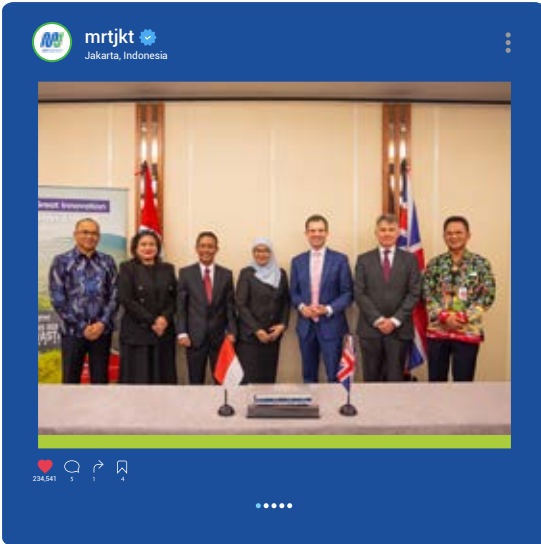 mrtjkt
Jakarta, Indonesia
Great Innovation
234,541
5
1
4